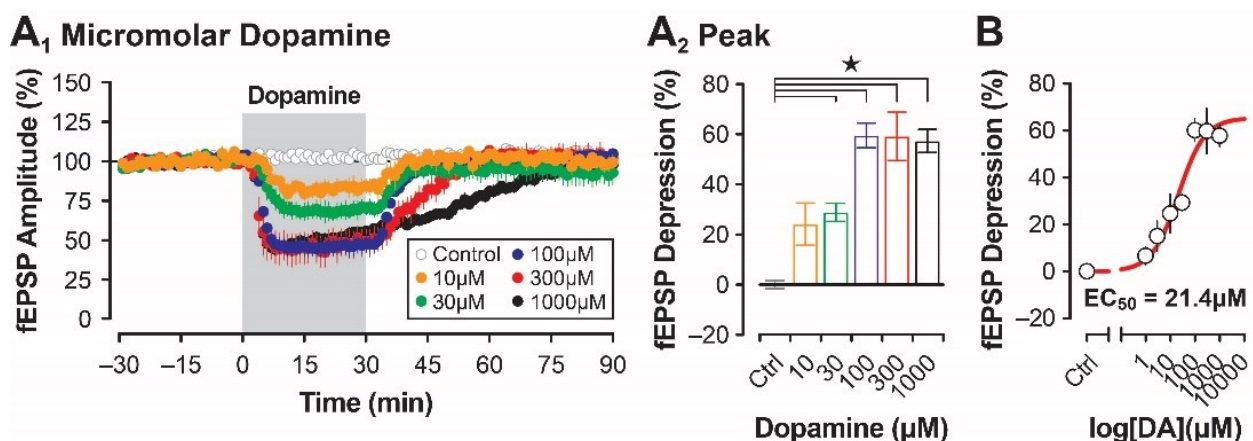 A₁ Micromolar Dopamine
fEPSP Amplitude (%)
150
125
100
75
50
25
0
Dopamine
Control
10µM
30µM
100µM
300µM
1000µM
−30
−15
0
15
30
45
60
75
90
Time (min)
A₂ Peak
fEPSP Depression (%)
80
60
40
20
0
−20
★
Ctrl
10
30
100
300
1000
Dopamine (µM)
B
fEPSP Depression (%)
80
60
40
20
0
−20
EC₅₀ = 21.4µM
Ctrl
1
10
100
1000
10000
log[DA](µM)